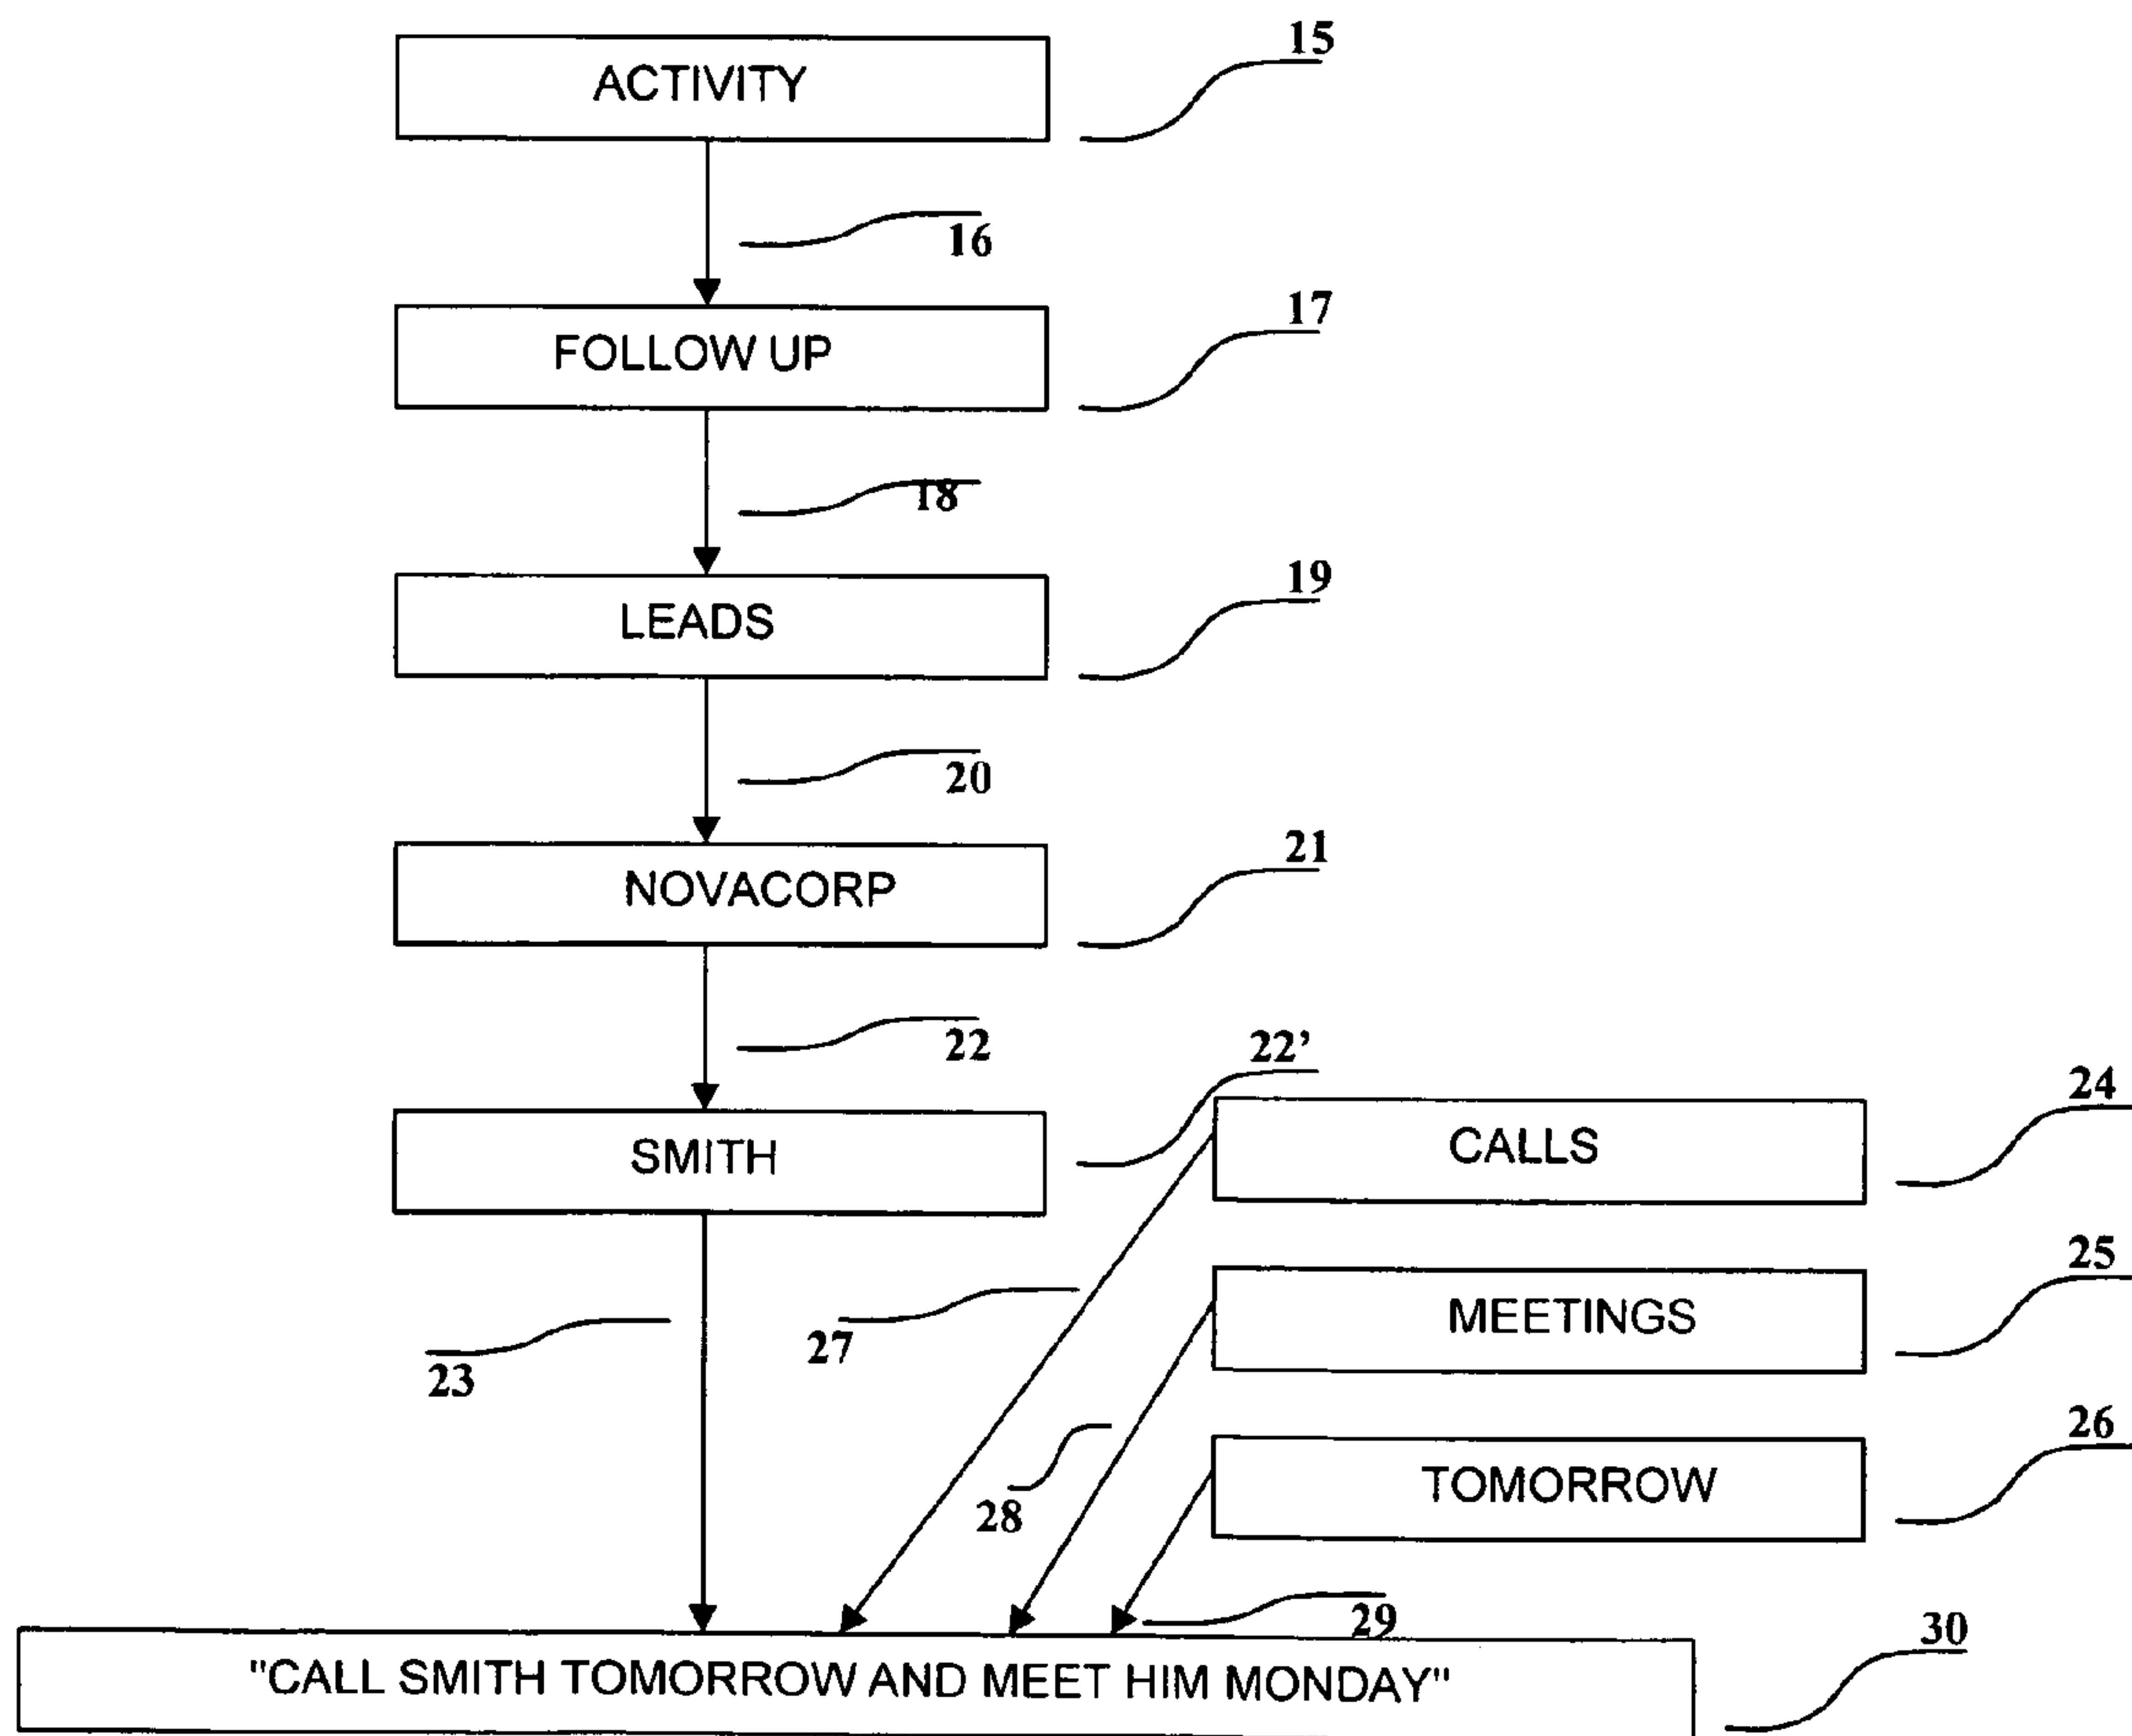 15
ACTIVITY
16
17
FOLLOW UP
18
19
LEADS
20
21
NOVACORP
22
22’
24
SMITH
CALLS
25
MEETINGS
27
23
26
TOMORROW
28
29
30
"CALL SMITH TOMORROW AND MEET HIM MONDAY"